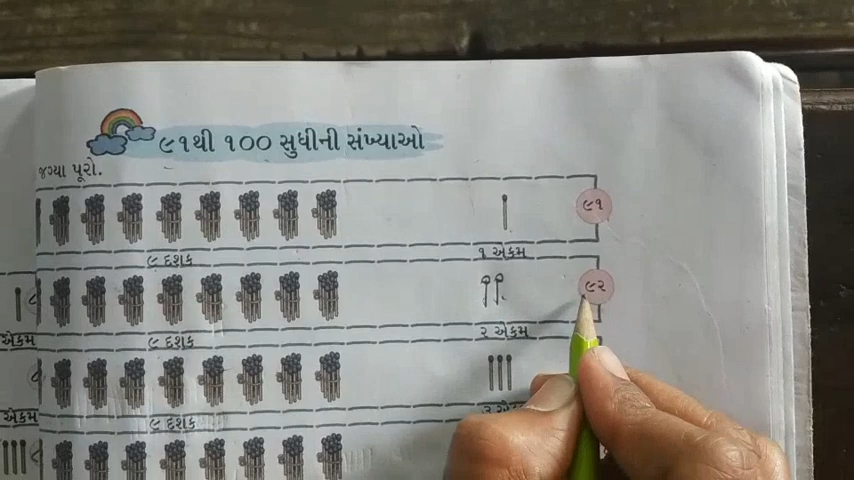 ૯૧થી ૧૦૦ સુધીની સંખ્યાઓ
જગ્યા પૂરો.
૯૧
૯ દશક ૧ એકમ
૯૨
૯ દશક ૨ એકમ
એકમ
૯ દશક
એકમ